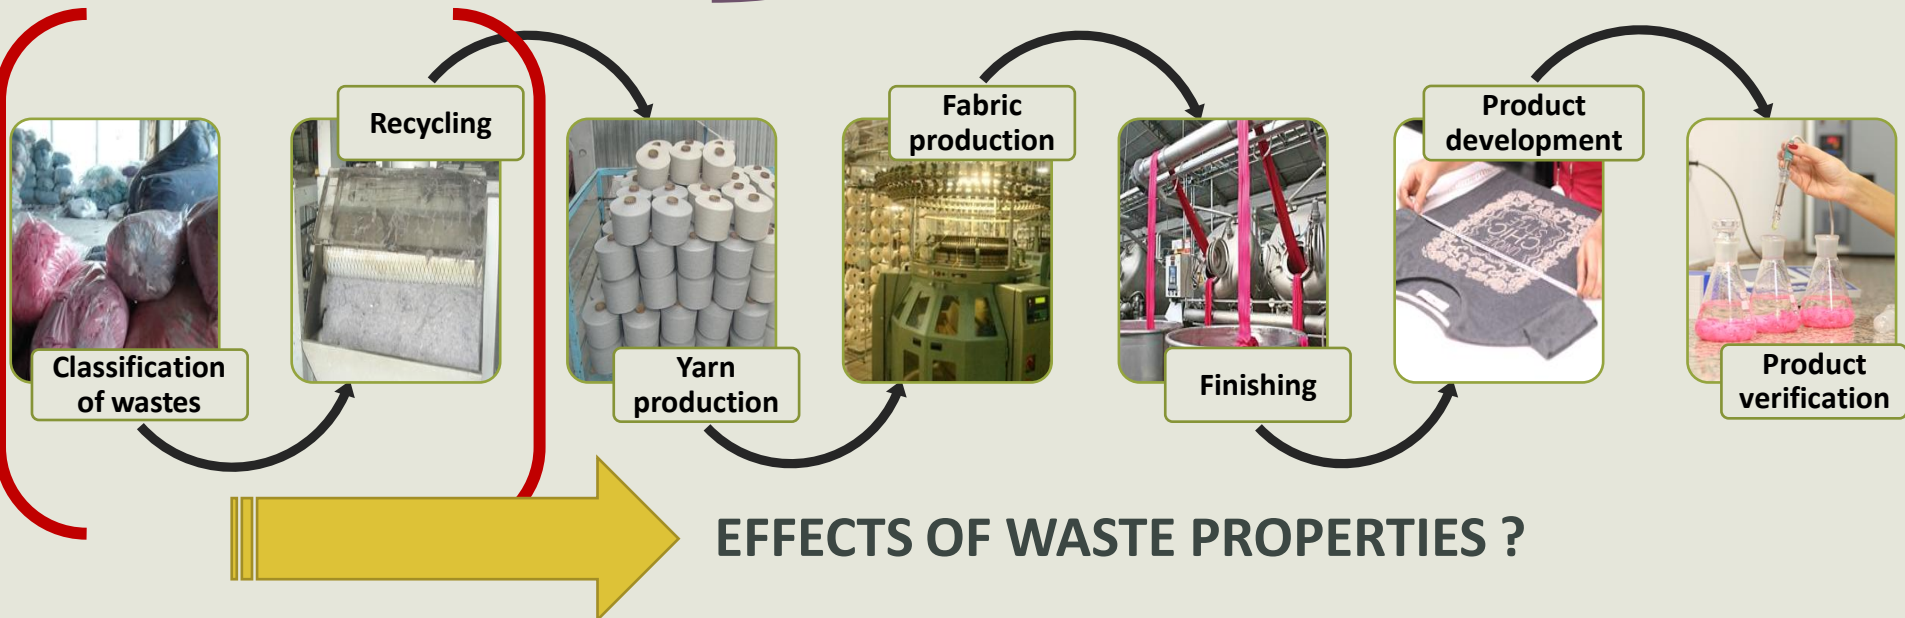 Classification
of wastes
Recycling
Yarn
production
Fabric
production
Finishing
Product
development
Product
verification
EFFECTS OF WASTE PROPERTIES ?